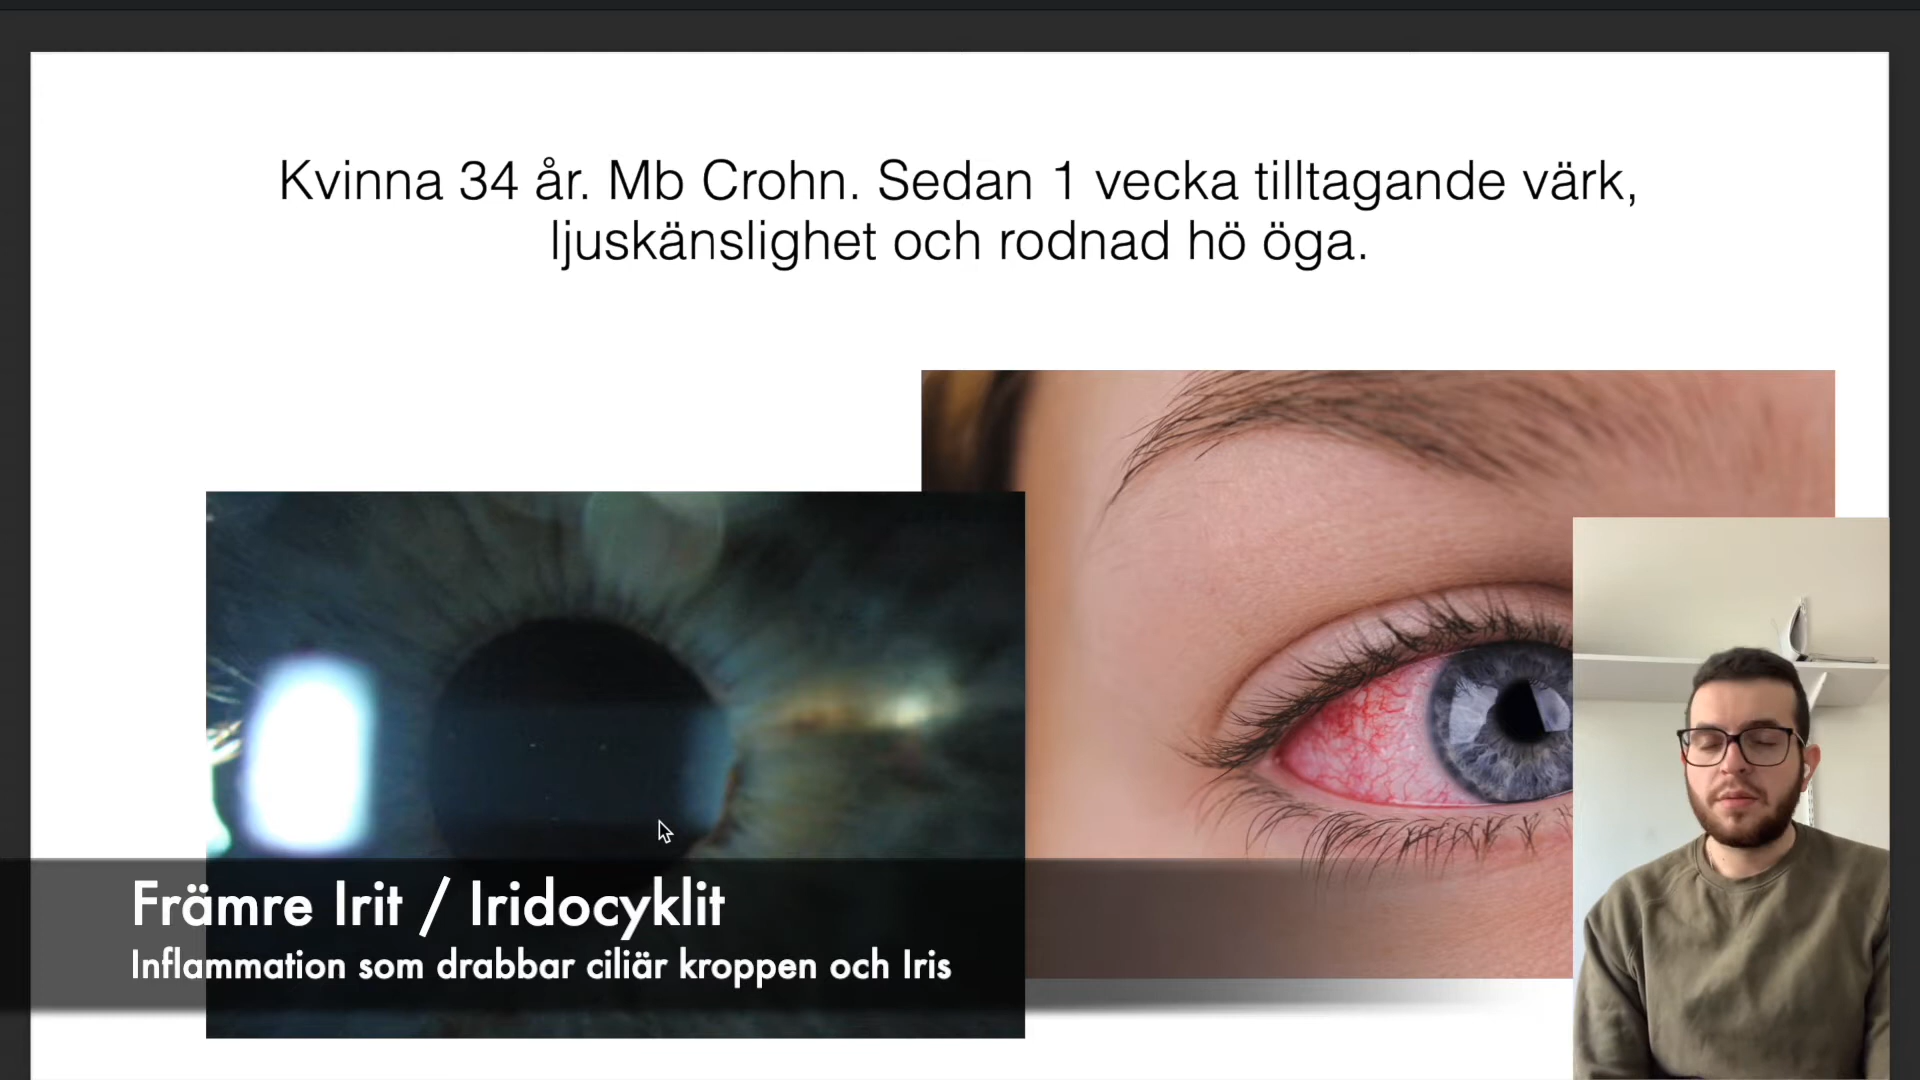 Kvinna 34 år. Mb Crohn. Sedan 1 vecka tilltagande värk,
ljuskänslighet och rodnad hö öga.
Främre Irit / Iridocyklit
Inflammation som drabbar ciliär kroppen och Iris